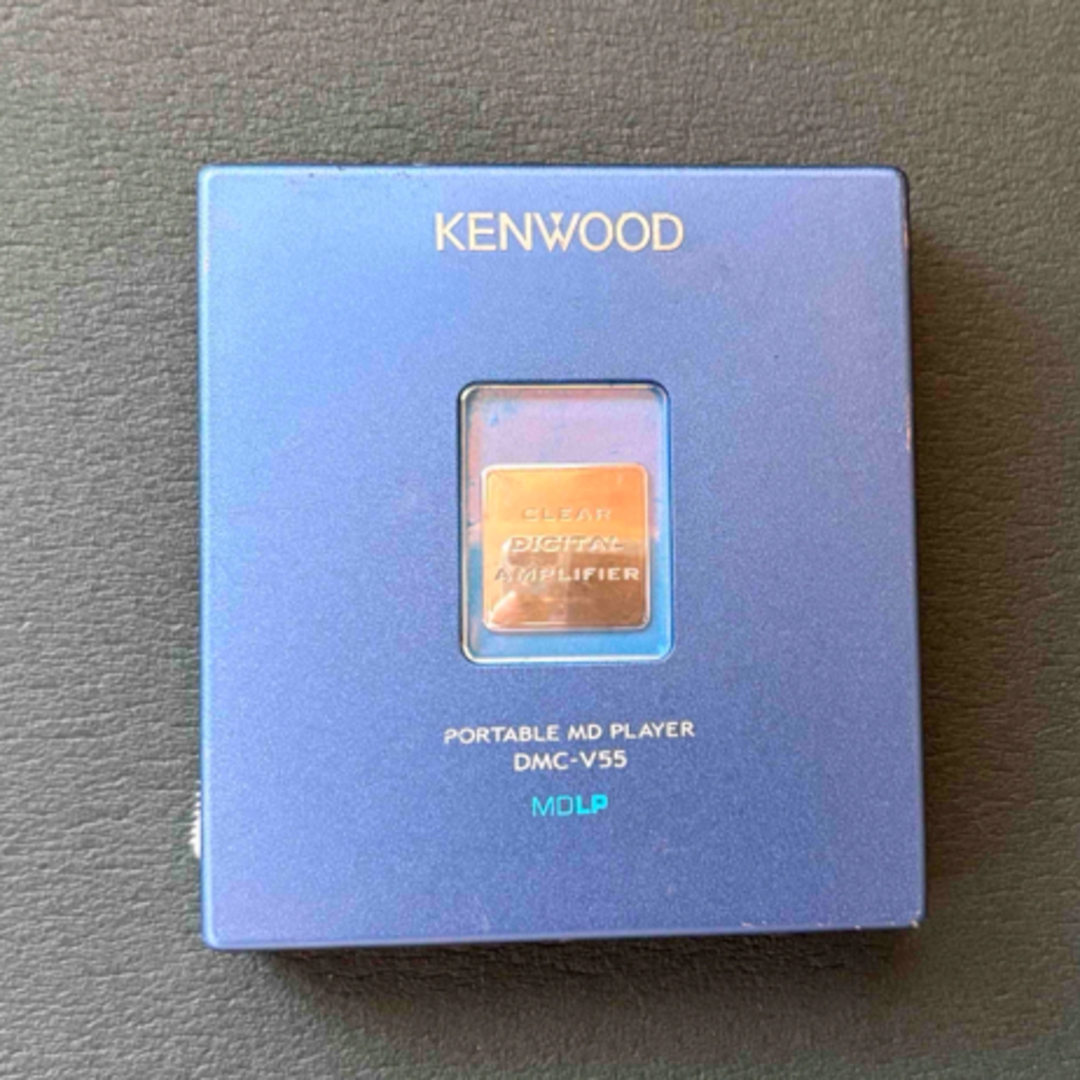 KENWOOD
CLEAR
DIGITAL
AMPLIFIER
PORTABLE MD PLAYER
DMC-V55
MDLP